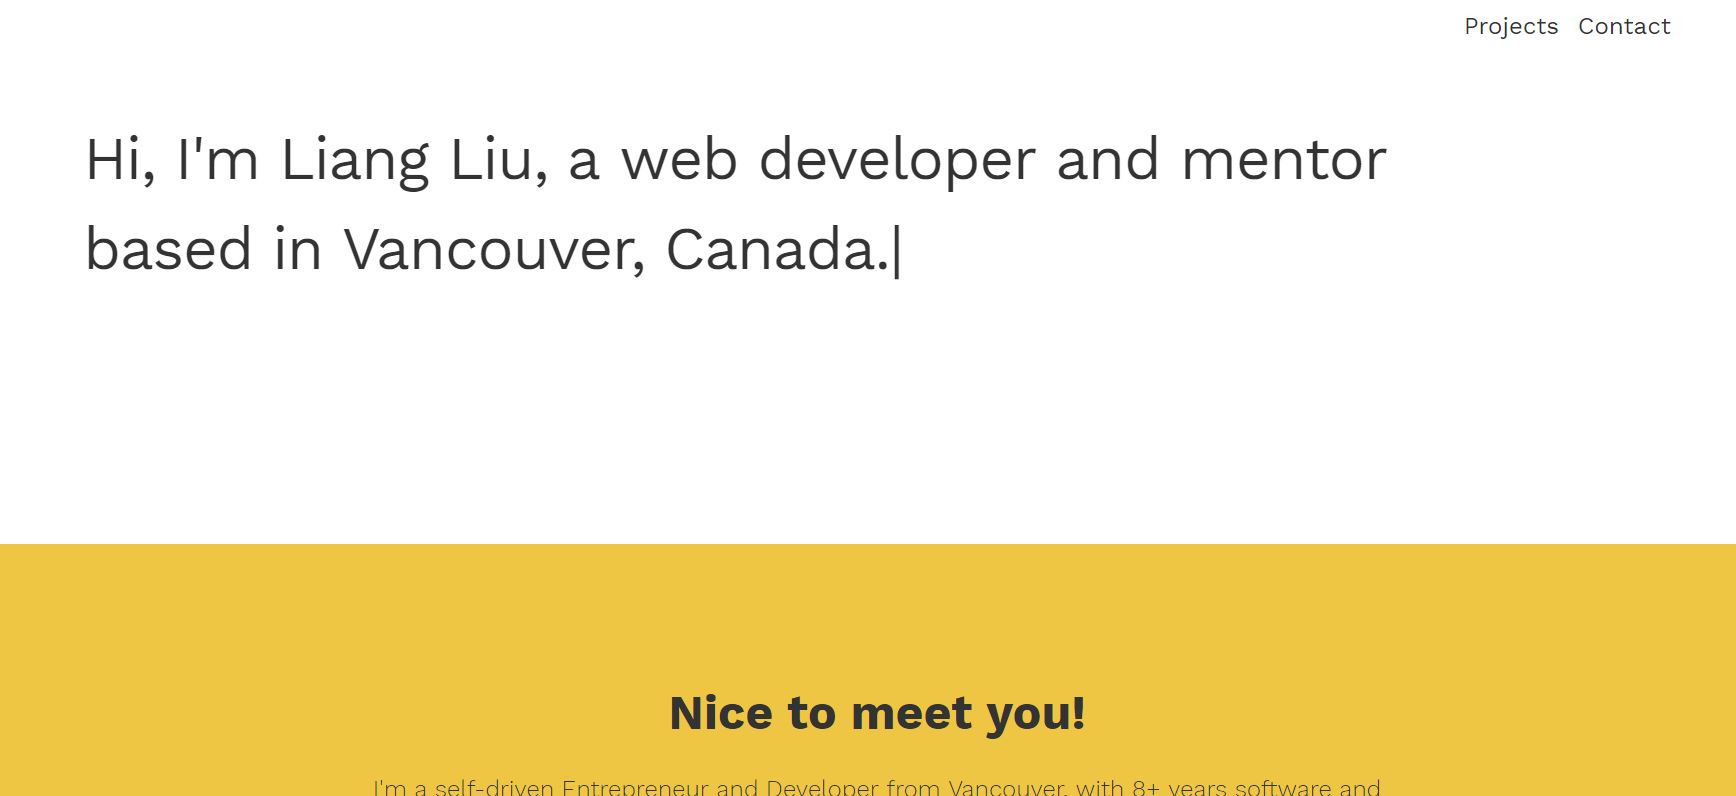 Projects Contact
Hi, I'm Liang Liu, a web developer and mentor
based in Vancouver, Canada.|
Nice to meet you!
I'm a self-driven Entrepreneur and Developer from Vancouver, with 8+ years software and